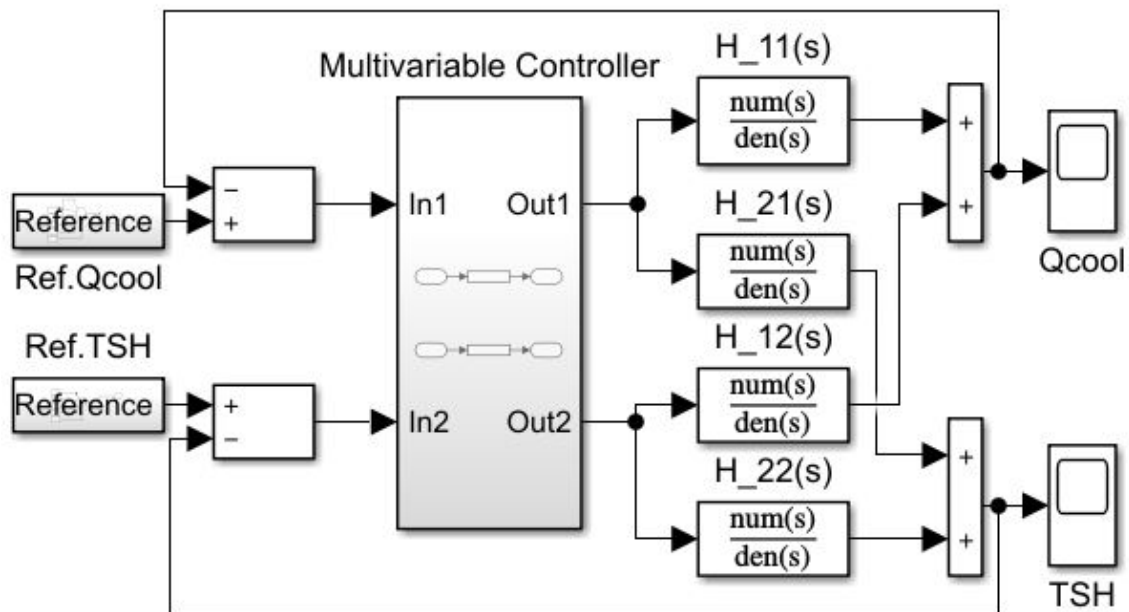 Multivariable Controller
H_11(s)
num(s)
den(s)
+
+
−
+
Reference
Ref.Qcool
In1
Out1
H_21(s)
num(s)
den(s)
Qcool
Ref.TSH
Reference
+
−
In2
Out2
H_12(s)
num(s)
den(s)
H_22(s)
num(s)
den(s)
+
+
TSH